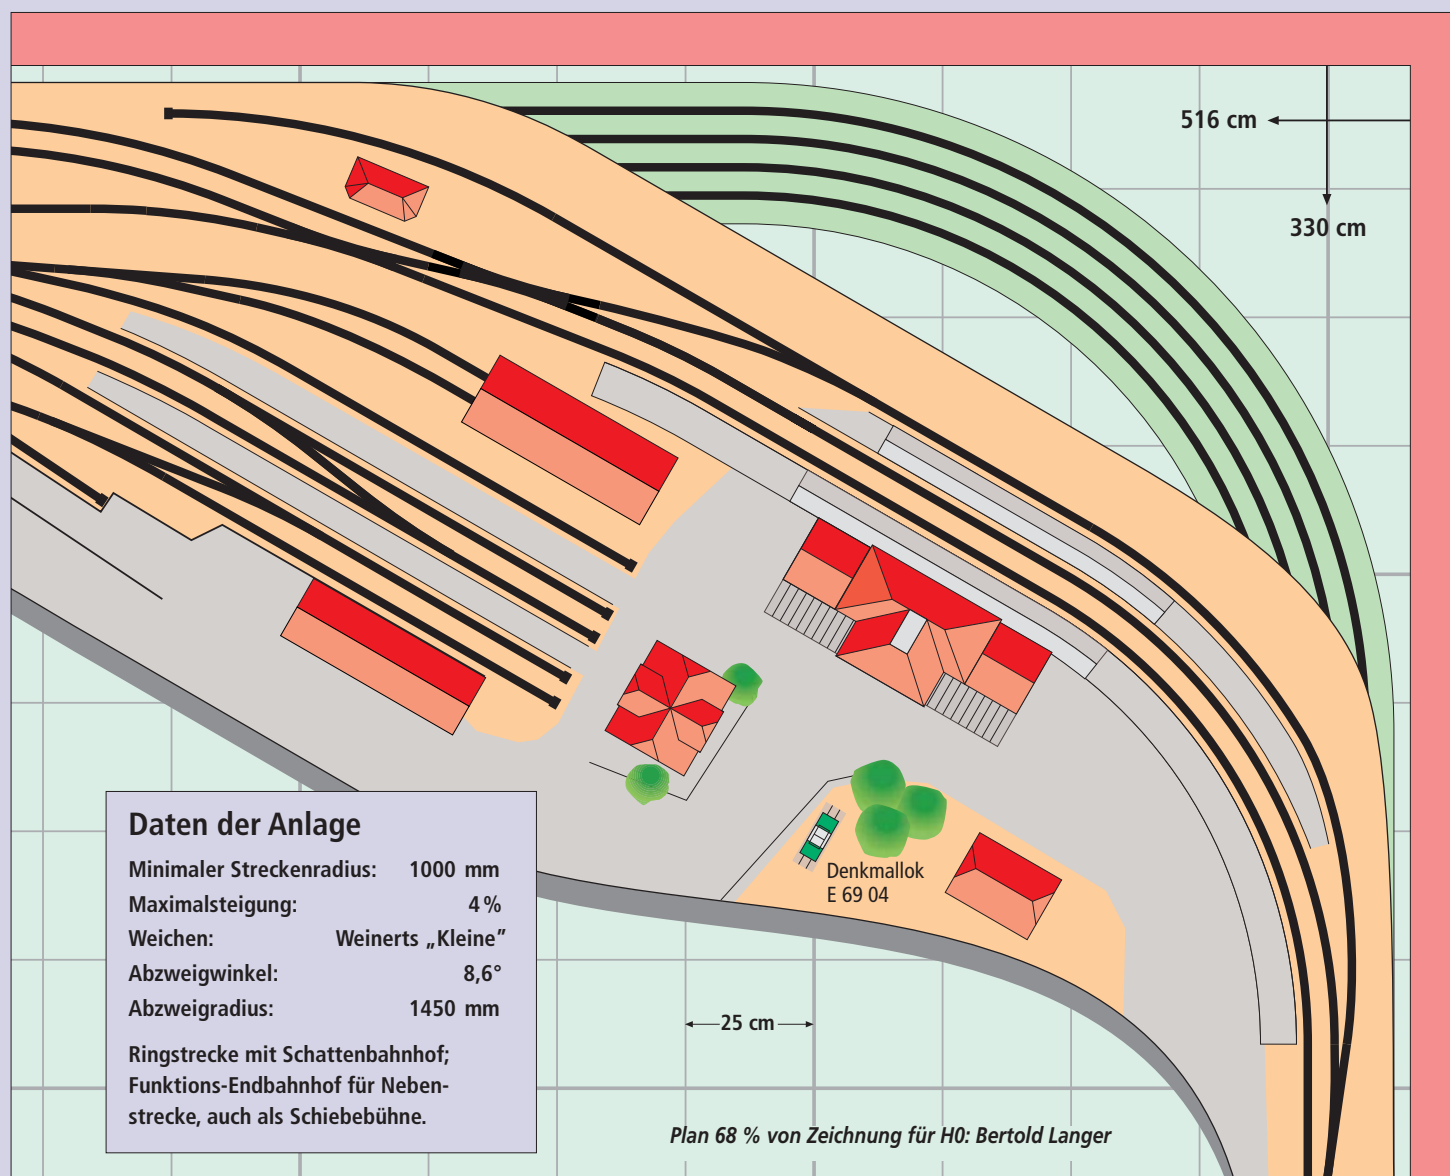 516 cm
330 cm
Denkmallok
E 69 04
Daten der Anlage
Minimaler Streckenradius: 1000 mm
Maximalsteigung: 4 %
Weichen: Weinerts „Kleine”
Abzweigwinkel: 8,6°
Abzweigradius: 1450 mm
Ringstrecke mit Schattenbahnhof;
Funktions-Endbahnhof für Neben-
strecke, auch als Schiebebühne.
25 cm
Plan 68 % von Zeichnung für H0: Bertold Langer